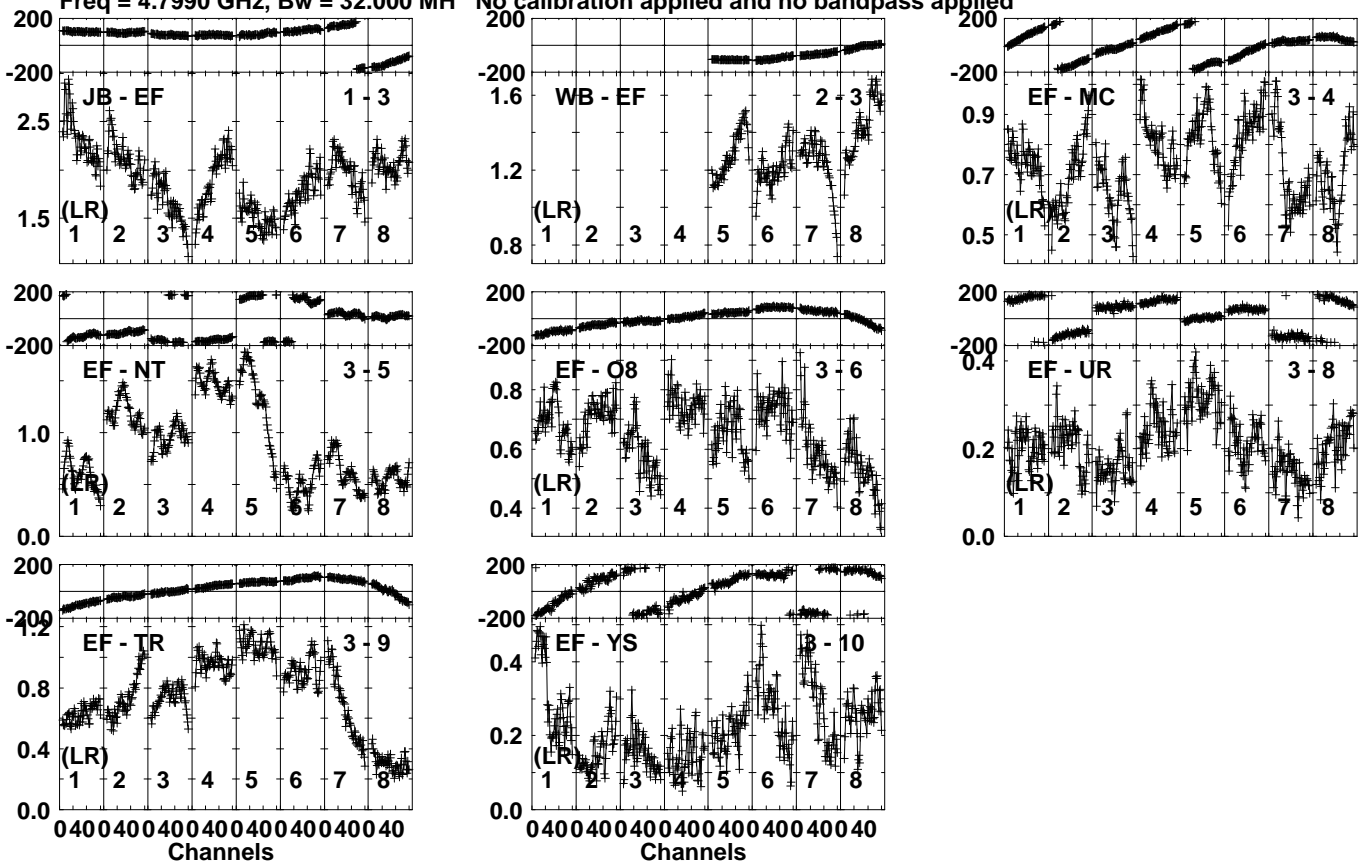 Freq = 4.7990 GHz, Bw = 32.000 MH No calibration applied and no bandpass applied
200
-200
JB - EF 1 - 3
2.5
1.5
(LR)
1 2 3 4 5 6 7 8
200
-200
WB - EF 2 - 3
1.6
1.2
0.8
(LR)
1 2 3 4 5 6 7 8
200
-200
EF - MC 3 - 4
0.9
0.7
0.5
(LR)
1 2 3 4 5 6 7 8
200
-200
EF - NT 3 - 5
1.0
0.0
(LR)
1 2 3 4 5 6 7 8
200
-200
EF - O8 3 - 6
0.8
0.6
0.4
(LR)
1 2 3 4 5 6 7 8
200
-200
EF - UR 3 - 8
0.4
0.2
0.0
(LR)
1 2 3 4 5 6 7 8
200
-200
1.2
EF - TR 3 - 9
0.8
0.4
0.0
(LR)
1 2 3 4 5 6 7 8
0 40 0 40 0 40 0 40 0 40 0 40 0 40 0 40
Channels
200
-200
EF - YS 3 - 10
0.4
0.2
0.0
(LR)
1 2 3 4 5 6 7 8
0 40 0 40 0 40 0 40 0 40 0 40 0 40 0 40
Channels